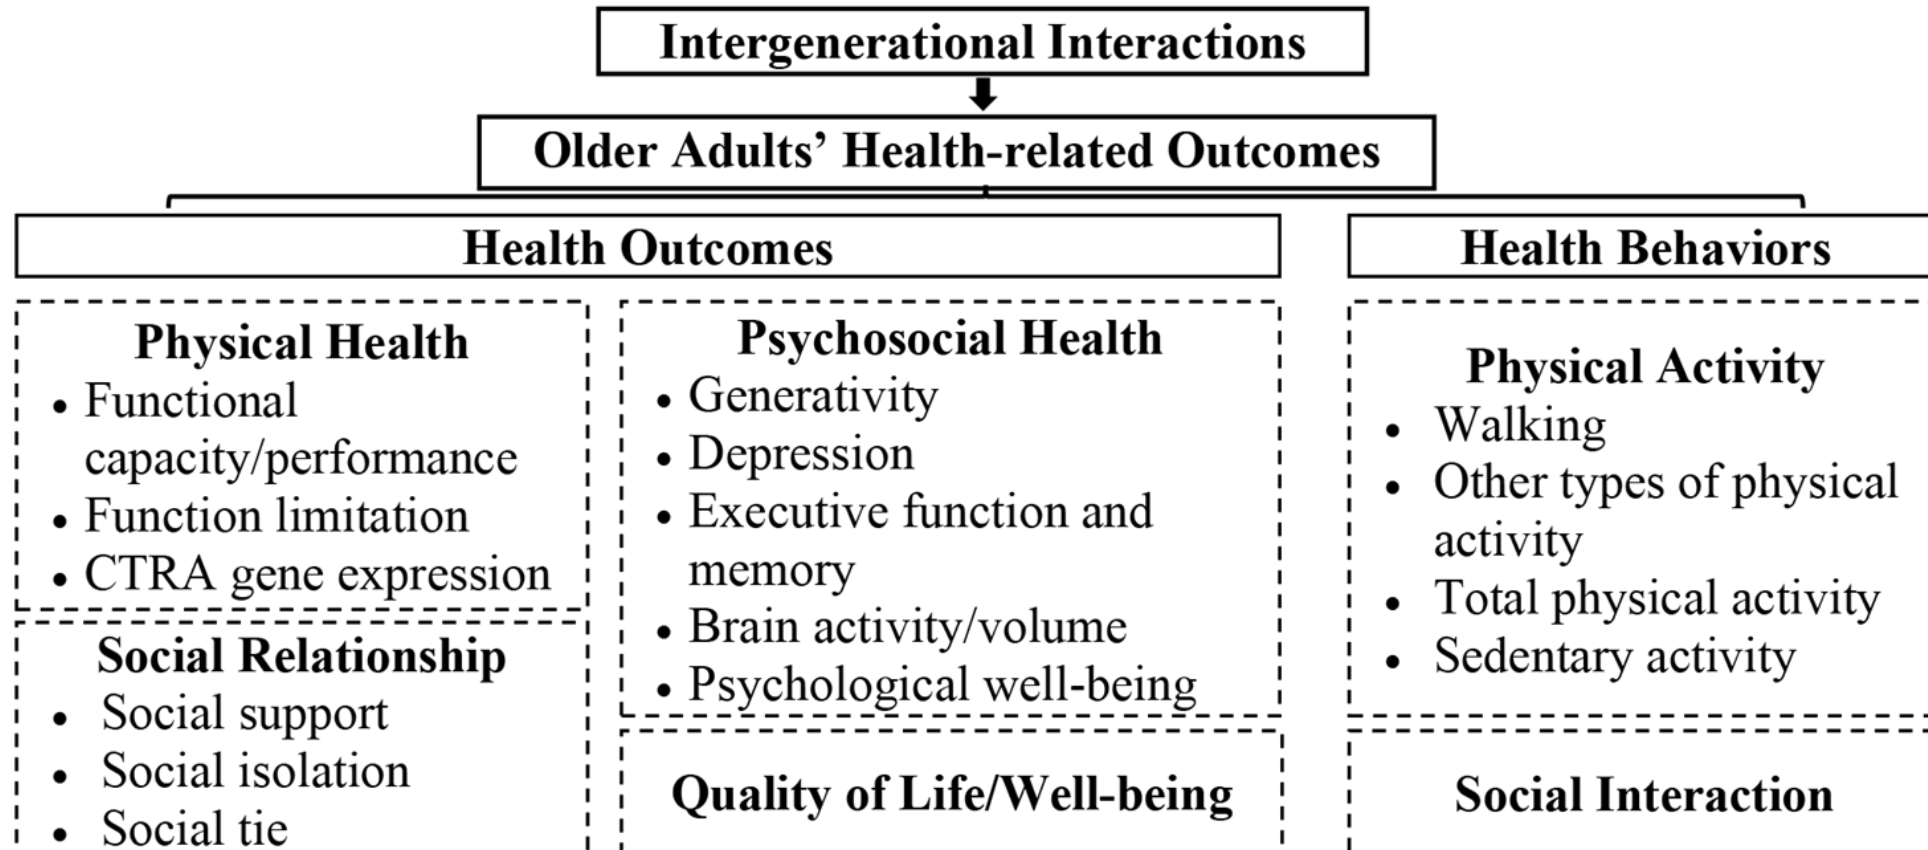 Intergenerational Interactions
Older Adults’ Health-related Outcomes
Health Outcomes
Physical Health
• Functional
capacity/performance
• Function limitation
• CTRA gene expression
Social Relationship
• Social support
• Social isolation
• Social tie
Psychosocial Health
• Generativity
• Depression
• Executive function and
memory
• Brain activity/volume
• Psychological well-being
Quality of Life/Well-being
Health Behaviors
Physical Activity
• Walking
• Other types of physical
activity
• Total physical activity
• Sedentary activity
Social Interaction